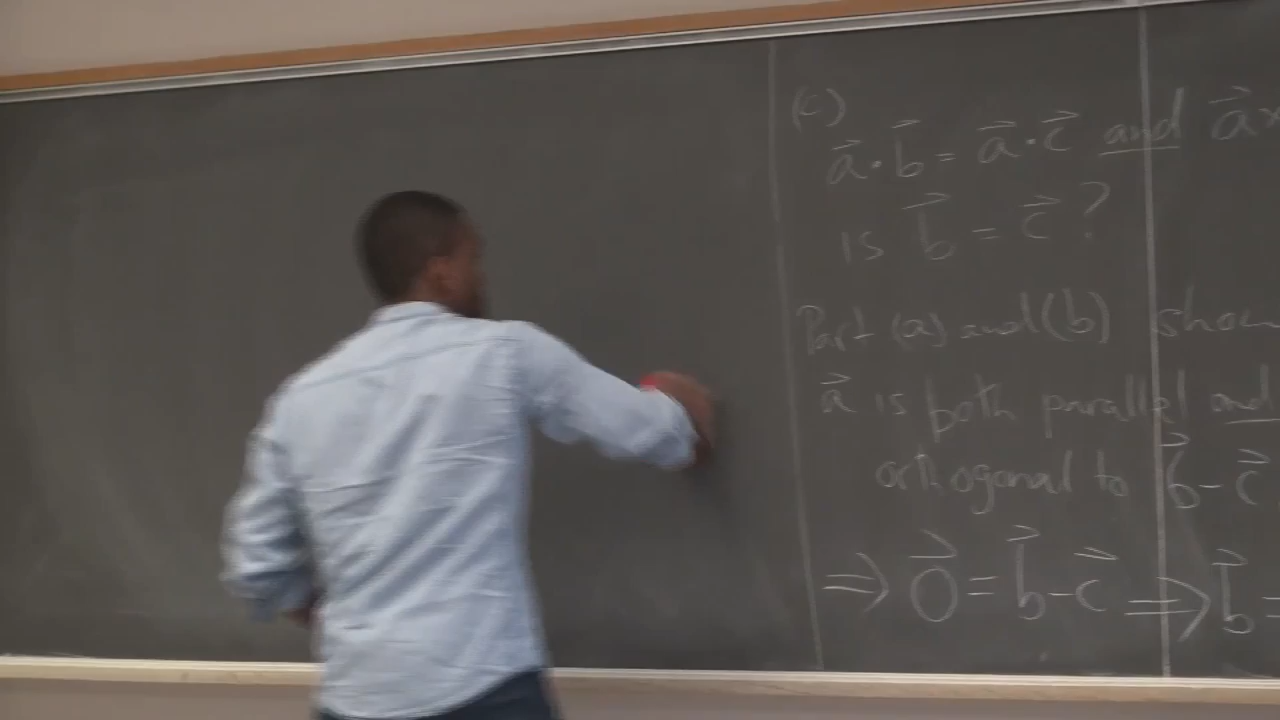 (c)
a⃗·b⃗ = a⃗·c⃗ and a⃗×
is b⃗ = c⃗ ?
Part (a) and (b) show
a⃗ is both parallel and
orthogonal to b⃗-c⃗
⇒ 0⃗ = b⃗-c⃗ ⇒ b⃗ =